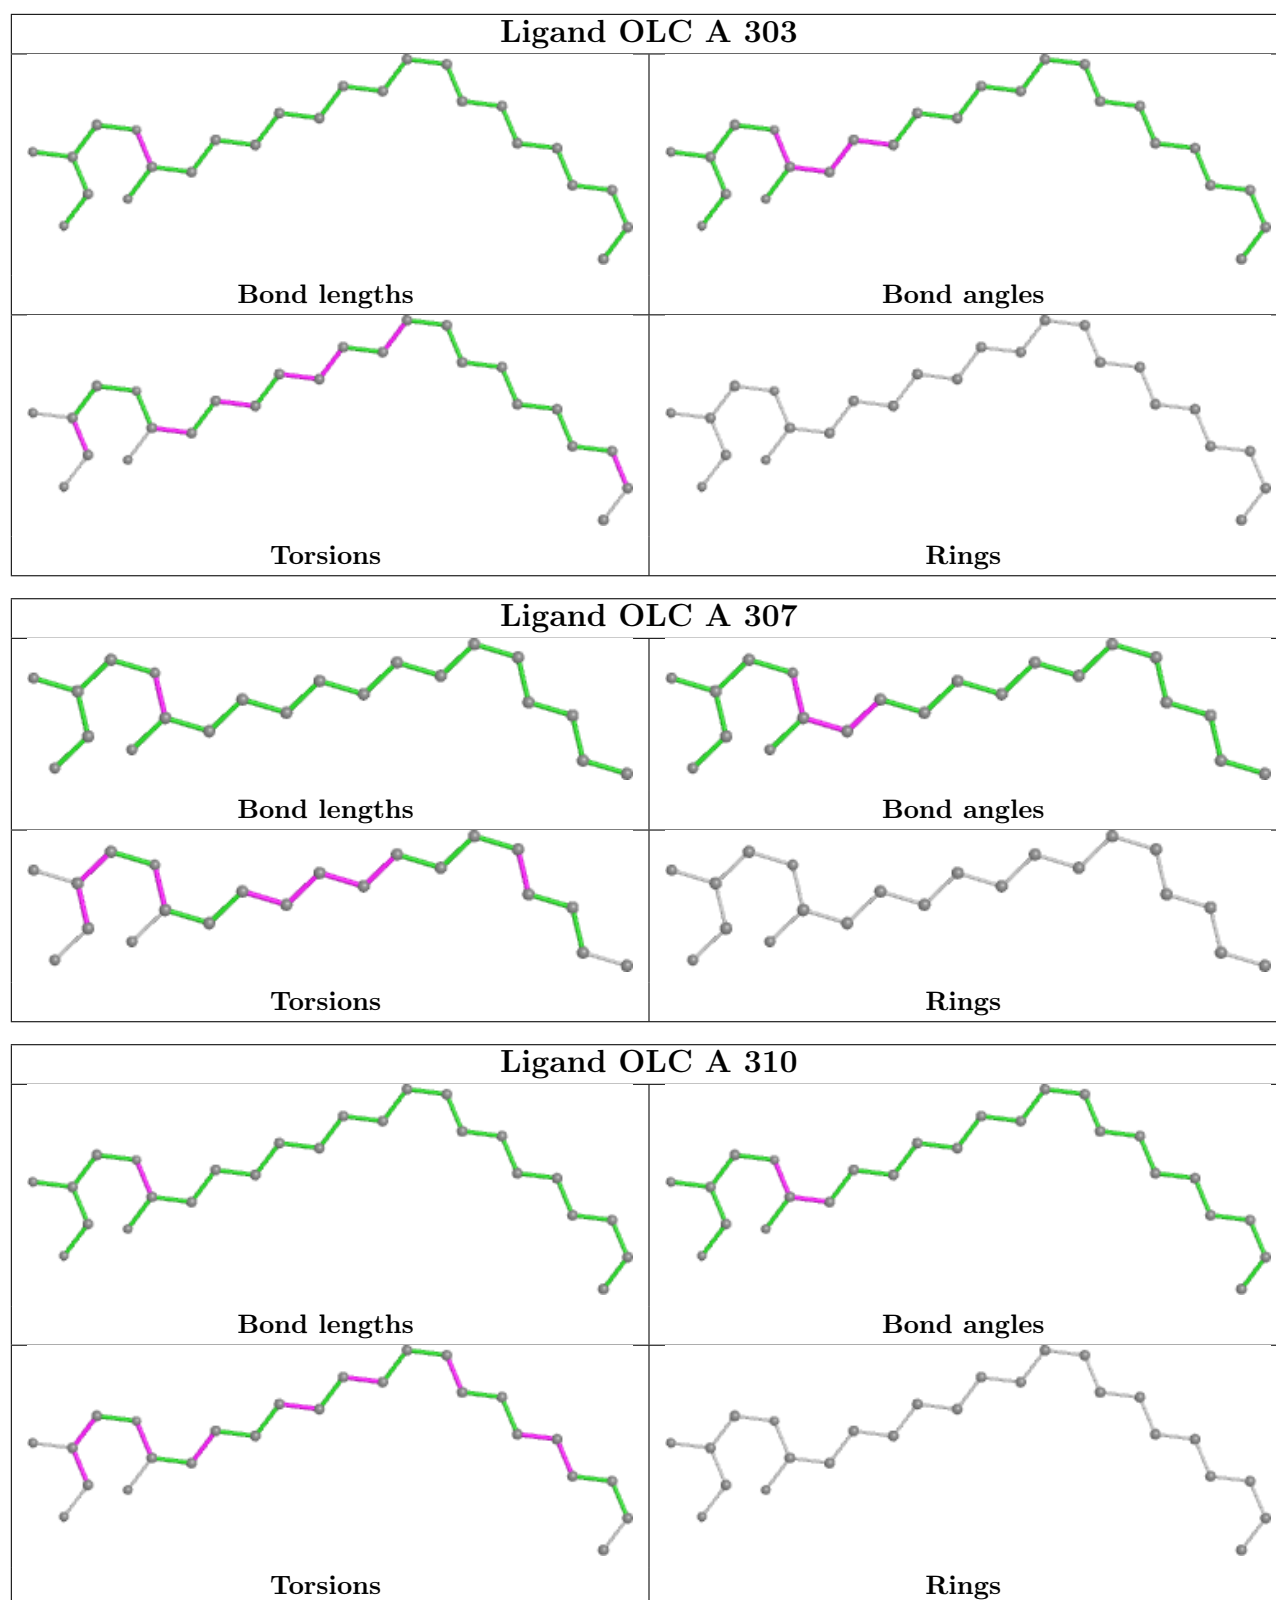 Ligand OLC A 303
Bond lengths
Bond angles
Torsions
Rings
Ligand OLC A 307
Bond lengths
Bond angles
Torsions
Rings
Ligand OLC A 310
Bond lengths
Bond angles
Torsions
Rings